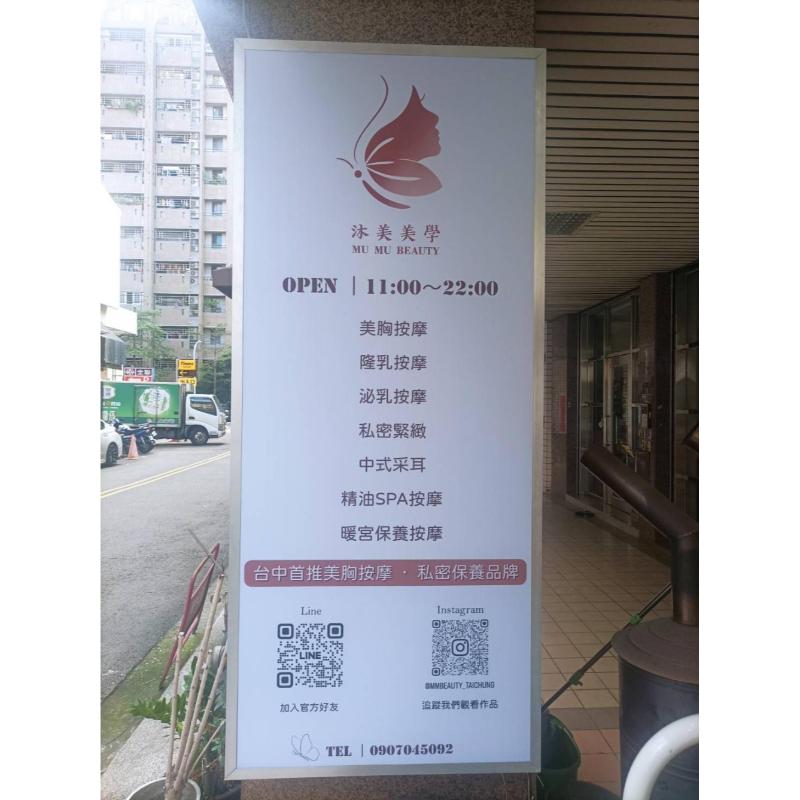 沐美美學
MU MU BEAUTY
OPEN | 11:00～22:00
美胸按摩
隆乳按摩
泌乳按摩
私密緊緻
中式采耳
精油SPA按摩
暖宮保養按摩
台中首推美胸按摩 · 私密保養品牌
Line
Instagram
LINE
@MMBEAUTY_TAICHUNG
加入官方好友
追蹤我們觀看作品
TEL | 0907045092